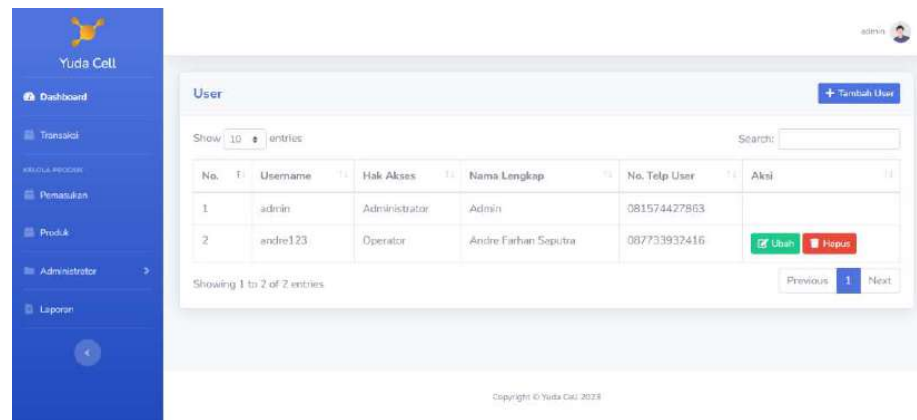 admin
Yuda Cell
Dashboard
Transaksi
KELOLA PRODUK
Pemasukan
Produk
Administrator
Laporan
User
+ Tambah User
Show 10 entries
Search:
No. Username Hak Akses Nama Lengkap No. Telp User Aksi
1 admin Administrator Admin 081574427863
2 andre123 Operator Andre Farhan Saputra 087733932416 Ubah Hapus
Showing 1 to 2 of 2 entries
Previous 1 Next
Copyright © Yuda Cell 2023